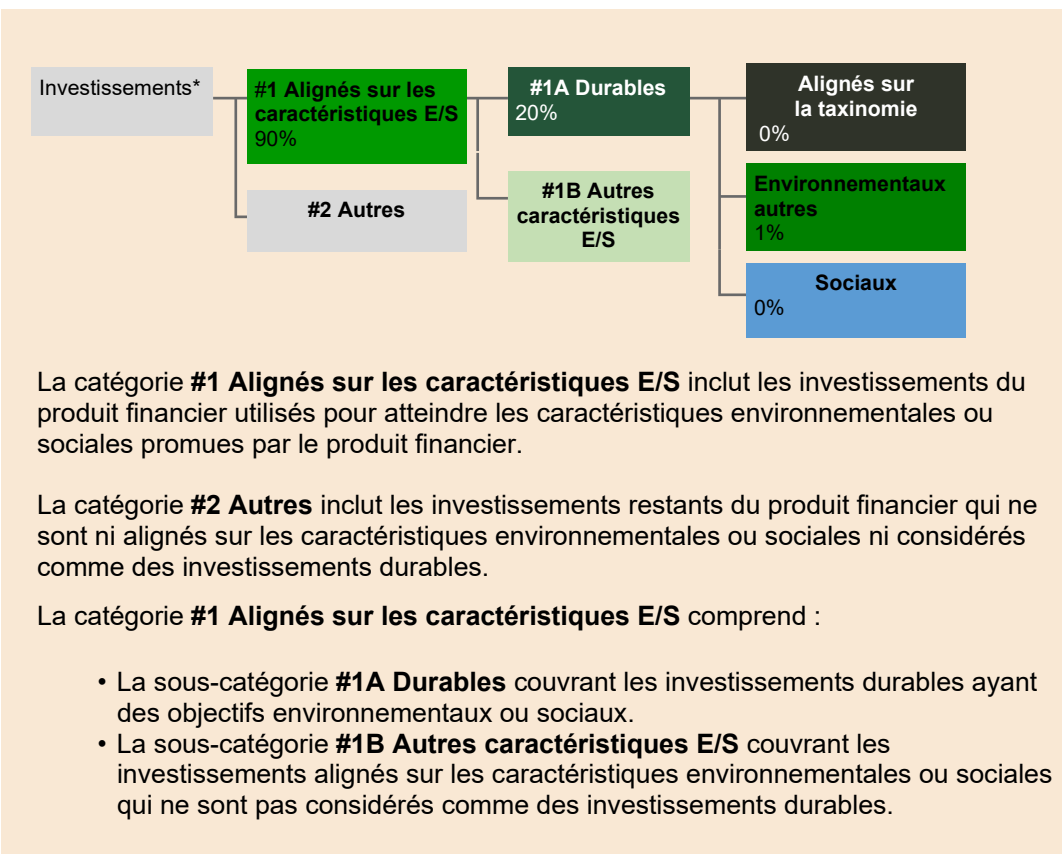 Investissements*
#1 Alignés sur les
caractéristiques E/S
90%
#2 Autres
#1A Durables
20%
#1B Autres
caractéristiques
E/S
Alignés sur
la taxinomie
0%
Environnementaux
autres
1%
Sociaux
0%
La catégorie #1 Alignés sur les caractéristiques E/S inclut les investissements du
produit financier utilisés pour atteindre les caractéristiques environnementales ou
sociales promues par le produit financier.
La catégorie #2 Autres inclut les investissements restants du produit financier qui ne
sont ni alignés sur les caractéristiques environnementales ou sociales ni considérés
comme des investissements durables.
La catégorie #1 Alignés sur les caractéristiques E/S comprend :
• La sous-catégorie #1A Durables couvrant les investissements durables ayant
des objectifs environnementaux ou sociaux.
• La sous-catégorie #1B Autres caractéristiques E/S couvrant les
investissements alignés sur les caractéristiques environnementales ou sociales
qui ne sont pas considérés comme des investissements durables.